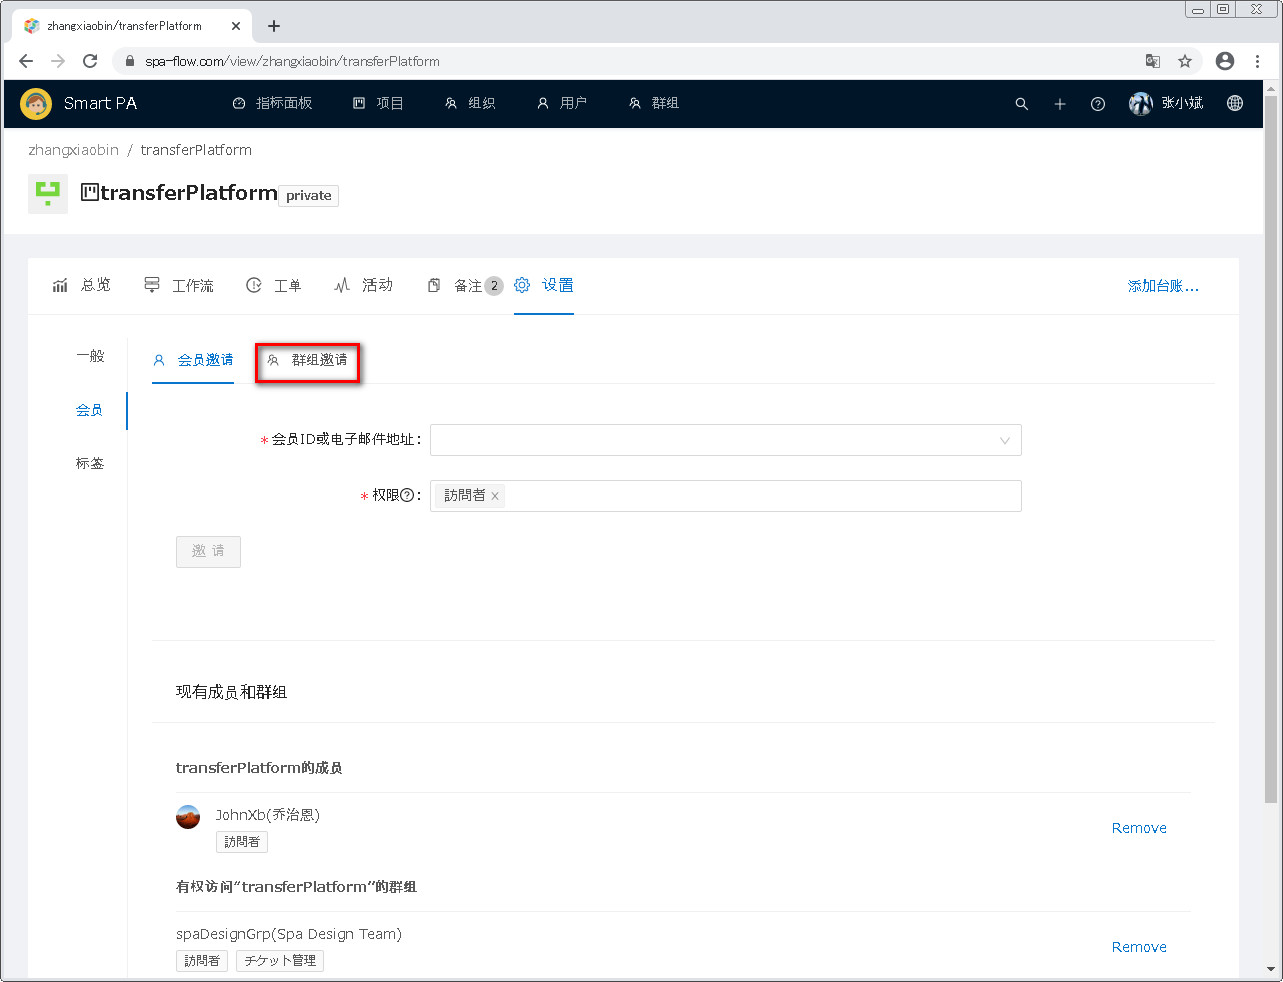 zhangxiaobin/transferPlatform
spa-flow.com/view/zhangxiaobin/transferPlatform
Smart PA 指标面板 项目 组织 用户 群组 张小斌
zhangxiaobin / transferPlatform
transferPlatform private
总览 工作流 工单 活动 备注 2 设置 添加台账...
一般
会员
标签
会员邀请 群组邀请
* 会员ID或电子邮件地址:
* 权限 ? : 訪問者 ×
邀 请
现有成员和群组
transferPlatform的成员
JohnXb(乔治恩)
訪問者
Remove
有权访问“transferPlatform”的群组
spaDesignGrp(Spa Design Team)
訪問者 チケット管理
Remove